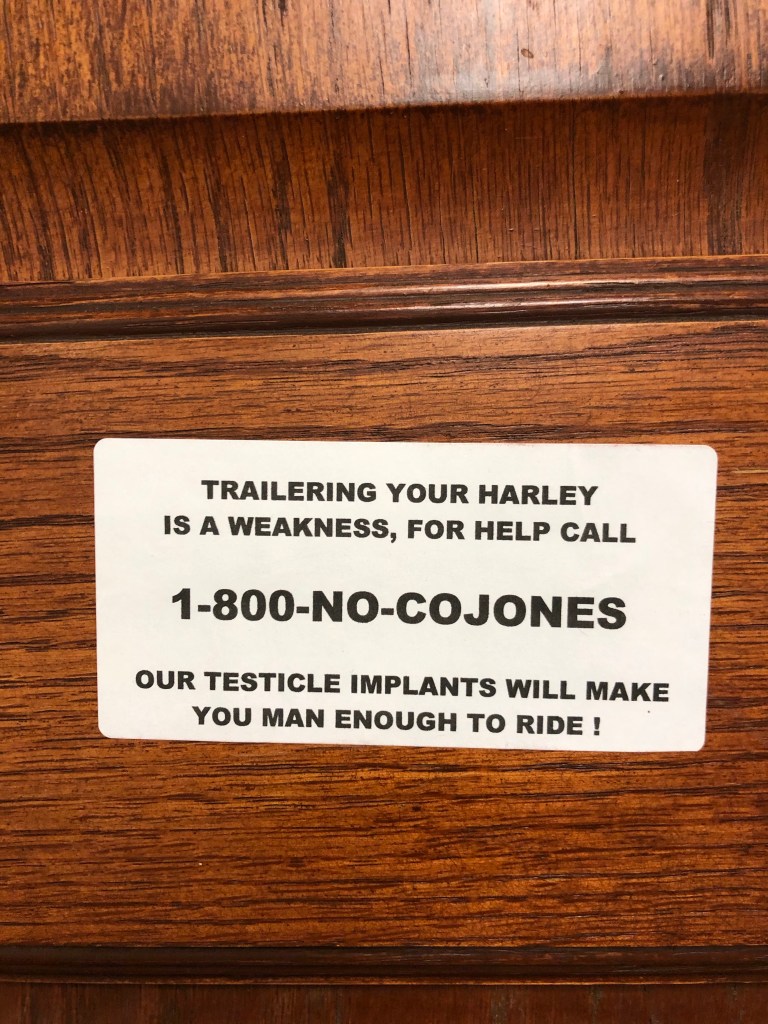 TRAILERING YOUR HARLEY
IS A WEAKNESS, FOR HELP CALL
1-800-NO-COJONES
OUR TESTICLE IMPLANTS WILL MAKE
YOU MAN ENOUGH TO RIDE !